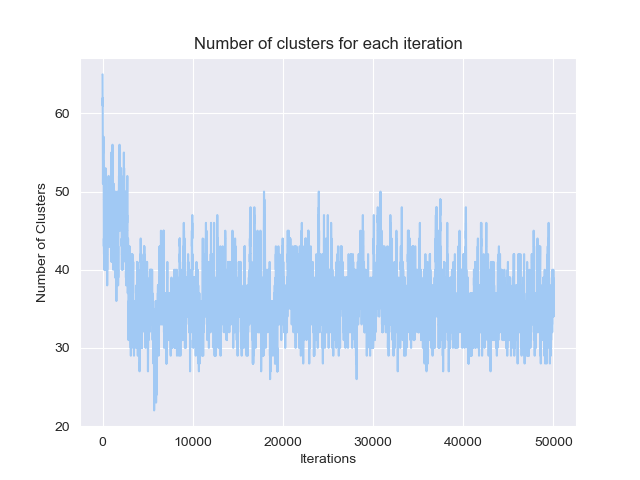 Number of clusters for each iteration
60
50
40
30
20
Number of Clusters
0 10000 20000 30000 40000 50000
Iterations